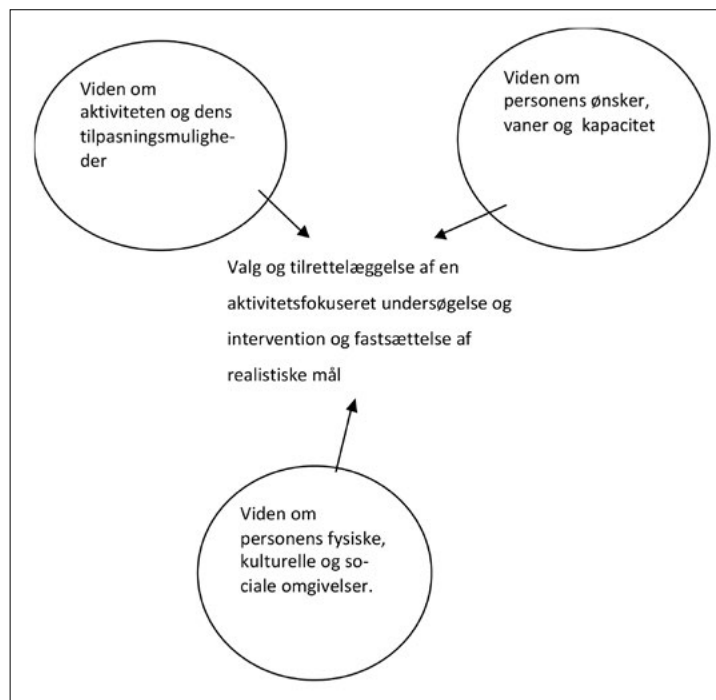 Viden om
aktiviteten og dens
tilpasningsmulighe-
der
Viden om
personens ønsker,
vaner og kapacitet
Valg og tilrettelæggelse af en
aktivitetsfokuseret undersøgelse og
intervention og fastsættelse af
realistiske mål
Viden om
personens fysiske,
kulturelle og so-
ciale omgivelser.